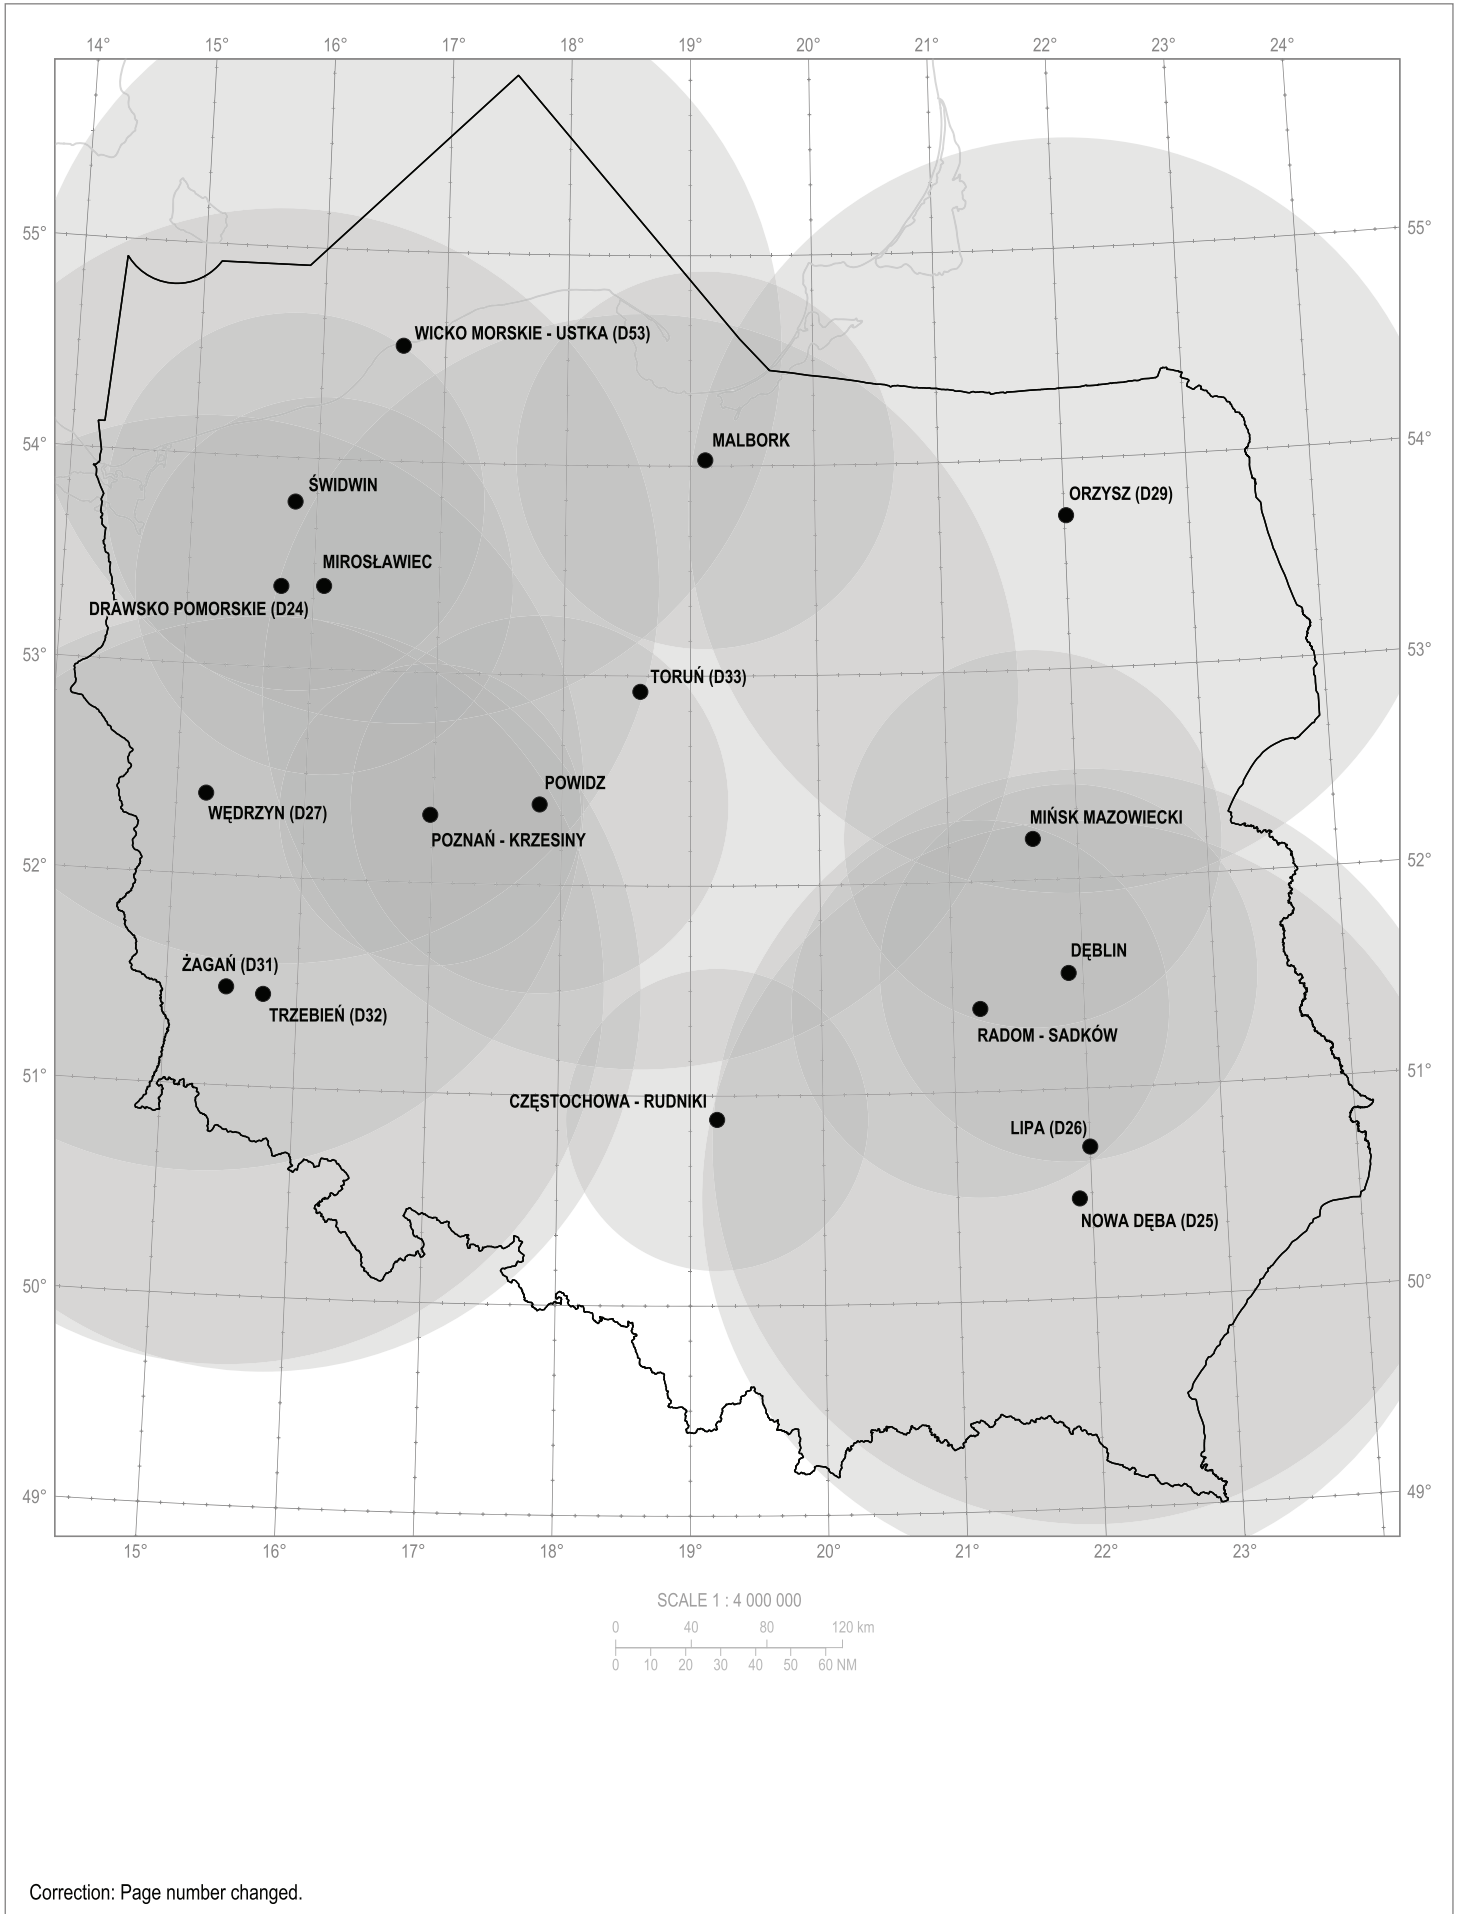 14° 15° 16° 17° 18° 19° 20° 21° 22° 23° 24°
55° 55°
WICKO MORSKIE - USTKA (D53)
54° 54°
MALBORK
ŚWIDWIN
ORZYSZ (D29)
MIROSŁAWIEC
DRAWSKO POMORSKIE (D24)
53° 53°
TORUŃ (D33)
POWIDZ
WĘDRZYN (D27)
MIŃSK MAZOWIECKI
POZNAŃ - KRZESINY
52° 52°
DĘBLIN
ŻAGAŃ (D31)
TRZEBIEŃ (D32)
RADOM - SADKÓW
51° 51°
CZĘSTOCHOWA - RUDNIKI
LIPA (D26)
NOWA DĘBA (D25)
50° 50°
49° 49°
15° 16° 17° 18° 19° 20° 21° 22° 23°
SCALE 1 : 4 000 000
0 40 80 120 km
0 10 20 30 40 50 60 NM
Correction: Page number changed.